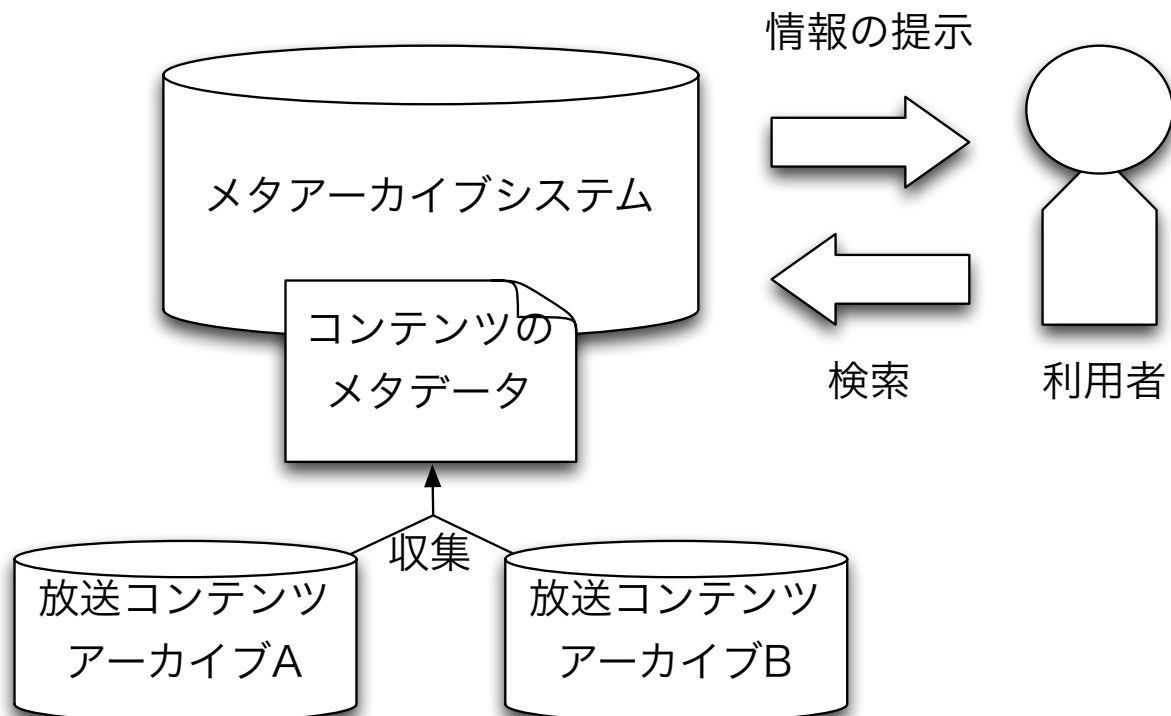 情報の提示
メタアーカイブシステム
コンテンツの
メタデータ
検索
利用者
収集
放送コンテンツ
アーカイブA
放送コンテンツ
アーカイブB